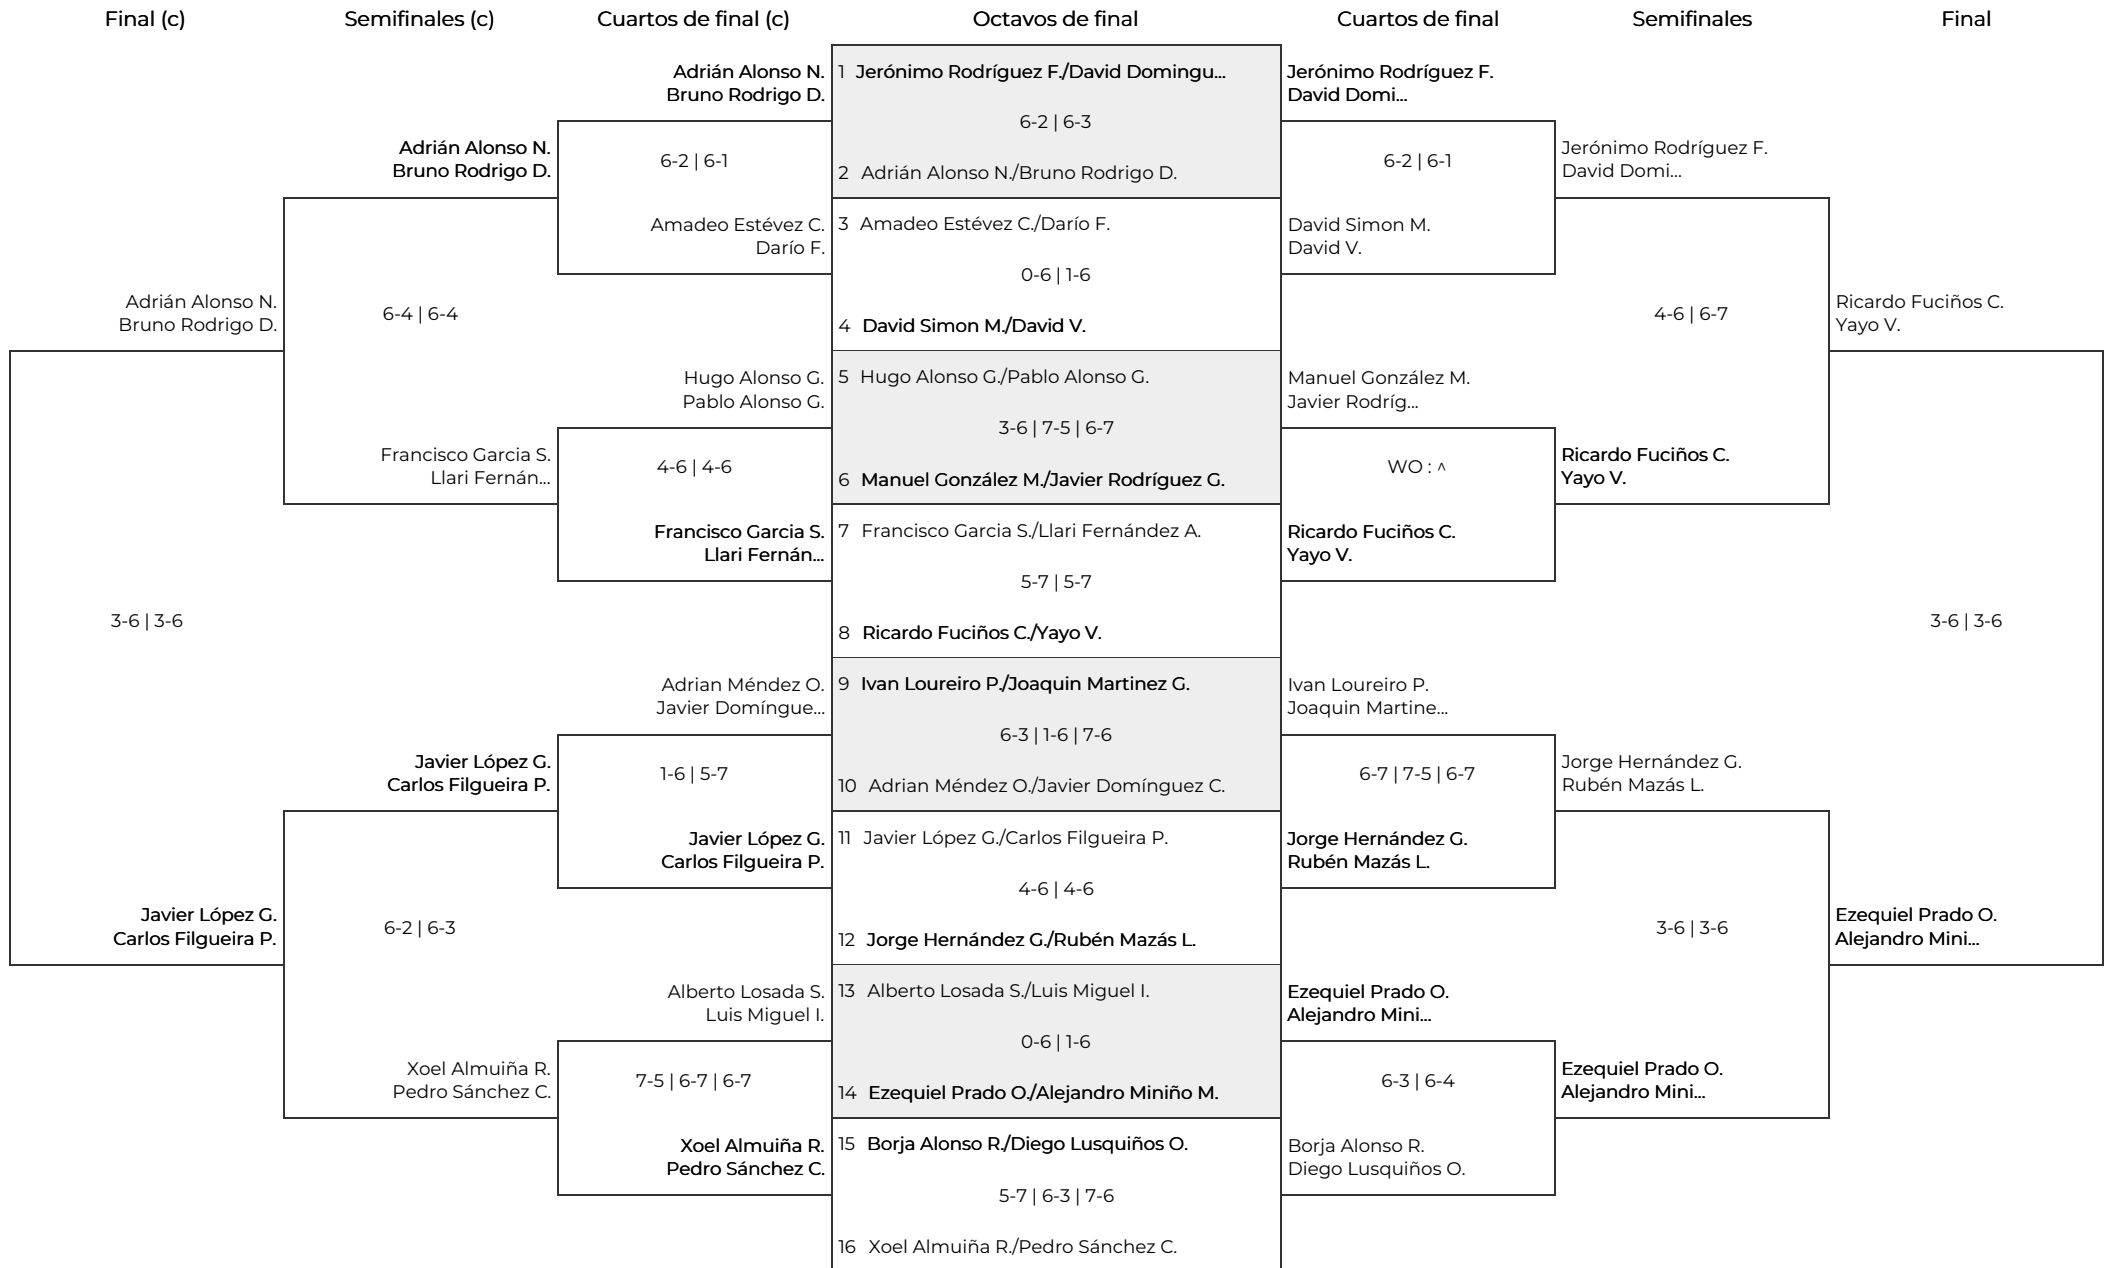 Final (c)
Semifinales (c)
Cuartos de final (c)
Octavos de final
Cuartos de final
Semifinales
Final
Adrián Alonso N.
Bruno Rodrigo D.
3-6 | 3-6
Javier López G.
Carlos Filgueira P.
Adrián Alonso N.
Bruno Rodrigo D.
6-4 | 6-4
Francisco Garcia S.
Llari Fernán...
Javier López G.
Carlos Filgueira P.
6-2 | 6-3
Xoel Almuiña R.
Pedro Sánchez C.
Adrián Alonso N.
Bruno Rodrigo D.
6-2 | 6-1
Amadeo Estévez C.
Darío F.
Hugo Alonso G.
Pablo Alonso G.
4-6 | 4-6
Francisco Garcia S.
Llari Fernán...
Adrian Méndez O.
Javier Domíngue...
1-6 | 5-7
Javier López G.
Carlos Filgueira P.
Alberto Losada S.
Luis Miguel I.
7-5 | 6-7 | 6-7
Xoel Almuiña R.
Pedro Sánchez C.
1 Jerónimo Rodríguez F./David Domingu...
6-2 | 6-3
2 Adrián Alonso N./Bruno Rodrigo D.
3 Amadeo Estévez C./Darío F.
0-6 | 1-6
4 David Simon M./David V.
5 Hugo Alonso G./Pablo Alonso G.
3-6 | 7-5 | 6-7
6 Manuel González M./Javier Rodríguez G.
7 Francisco Garcia S./Llari Fernández A.
5-7 | 5-7
8 Ricardo Fuciños C./Yayo V.
9 Ivan Loureiro P./Joaquin Martinez G.
6-3 | 1-6 | 7-6
10 Adrian Méndez O./Javier Domínguez C.
11 Javier López G./Carlos Filgueira P.
4-6 | 4-6
12 Jorge Hernández G./Rubén Mazás L.
13 Alberto Losada S./Luis Miguel I.
0-6 | 1-6
14 Ezequiel Prado O./Alejandro Miniño M.
15 Borja Alonso R./Diego Lusquiños O.
5-7 | 6-3 | 7-6
16 Xoel Almuiña R./Pedro Sánchez C.
Jerónimo Rodríguez F.
David Domi...
6-2 | 6-1
David Simon M.
David V.
Manuel González M.
Javier Rodríg...
WO : ^
Ricardo Fuciños C.
Yayo V.
Ivan Loureiro P.
Joaquin Martine...
6-7 | 7-5 | 6-7
Jorge Hernández G.
Rubén Mazás L.
Ezequiel Prado O.
Alejandro Mini...
6-3 | 6-4
Borja Alonso R.
Diego Lusquiños O.
Jerónimo Rodríguez F.
David Domi...
4-6 | 6-7
Ricardo Fuciños C.
Yayo V.
Jorge Hernández G.
Rubén Mazás L.
3-6 | 3-6
Ezequiel Prado O.
Alejandro Mini...
Ricardo Fuciños C.
Yayo V.
3-6 | 3-6
Ezequiel Prado O.
Alejandro Mini...